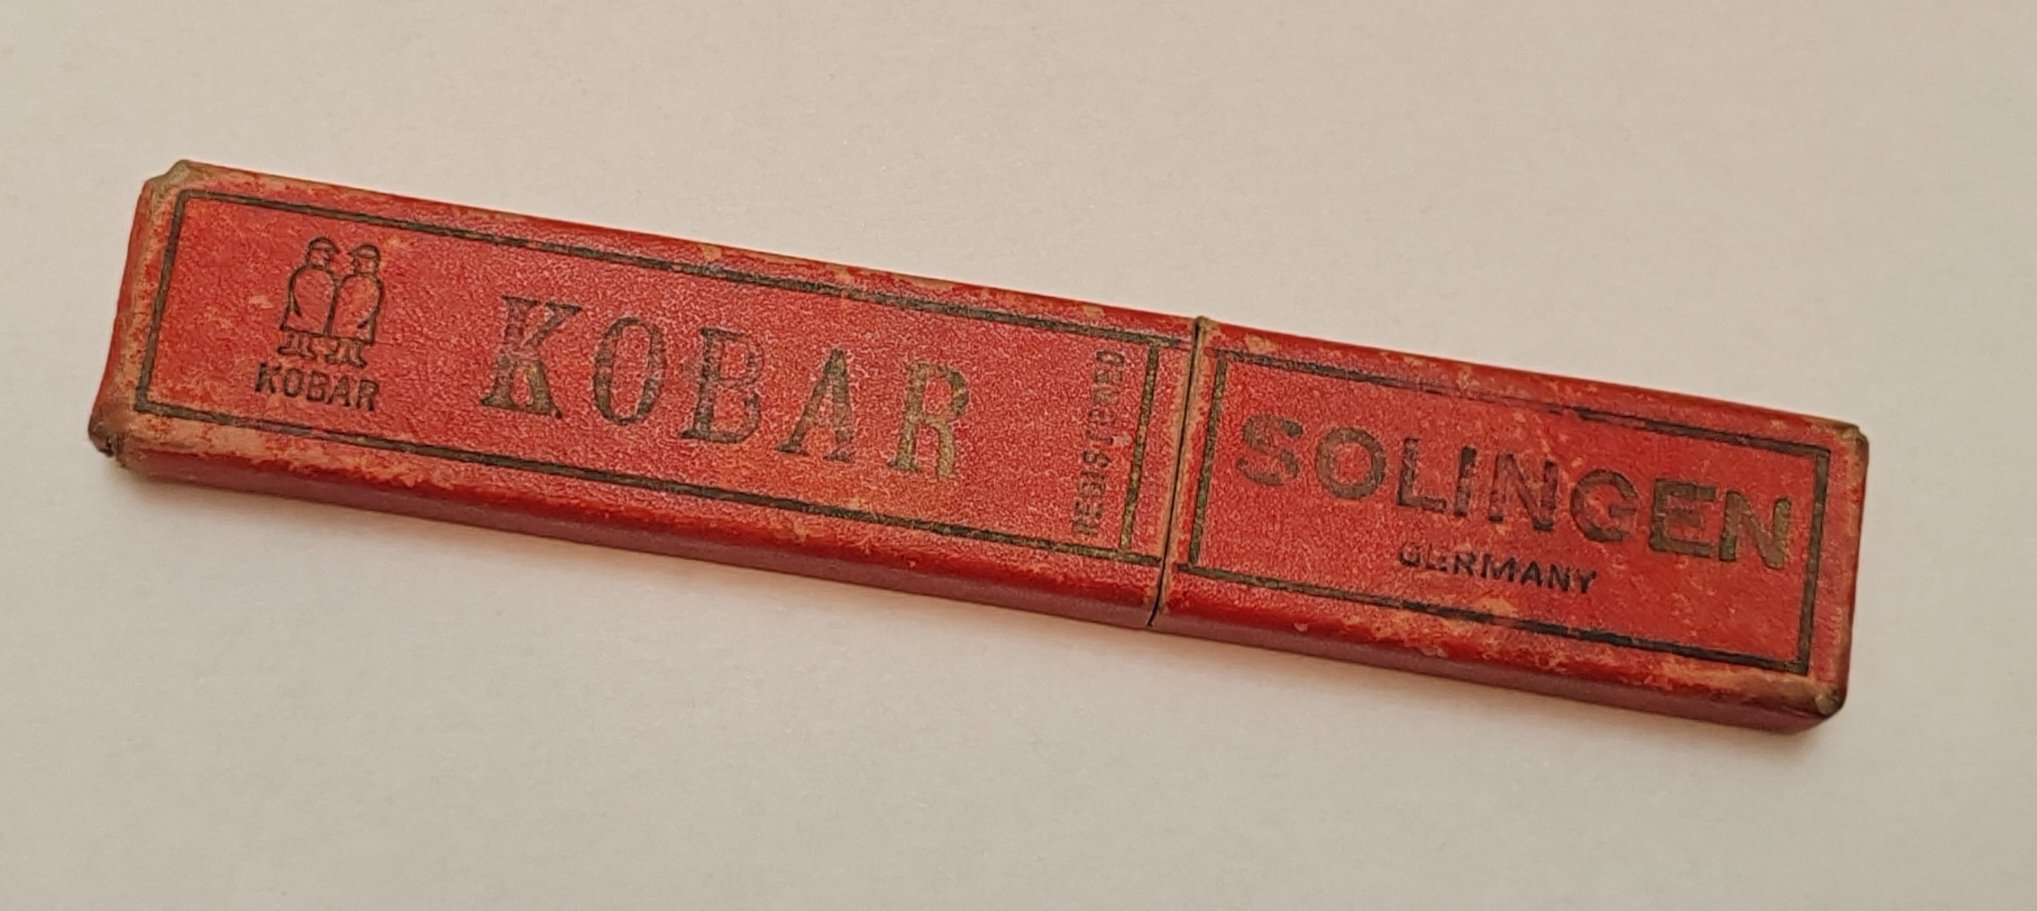 KOBAR
KOBAR
REGISTERED
SOLINGEN
GERMANY